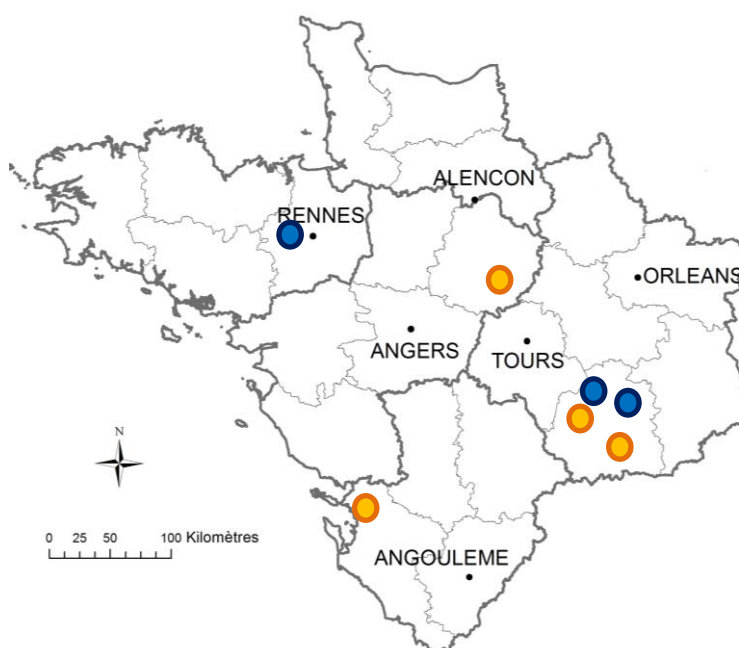 ALENCON
RENNES
ORLEANS
ANGERS
TOURS
N
0 25 50 100 Kilomètres
ANGOULEME